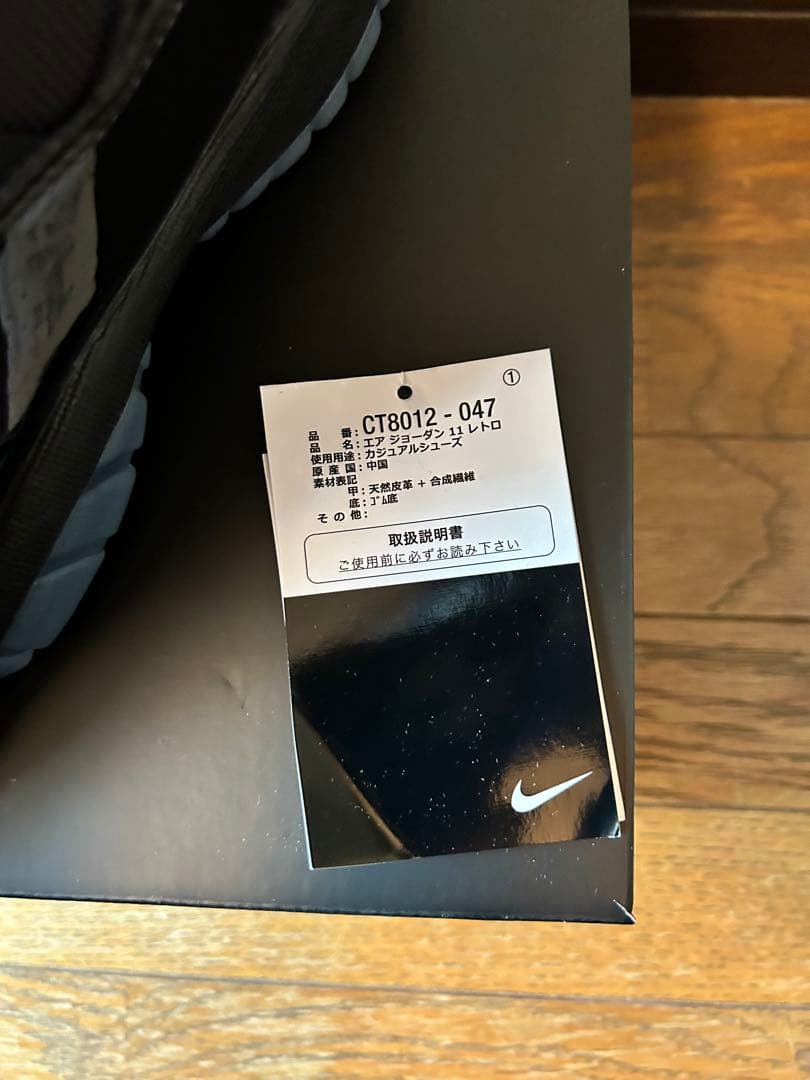 ①
品 番: CT8012 - 047
品 名: エア ジョーダン 11 レトロ
使用用途: カジュアルシューズ
原 産 国: 中国
素材表記
甲: 天然皮革 + 合成繊維
底: ゴム底
そ の 他:
取扱説明書
ご使用前に必ずお読み下さい